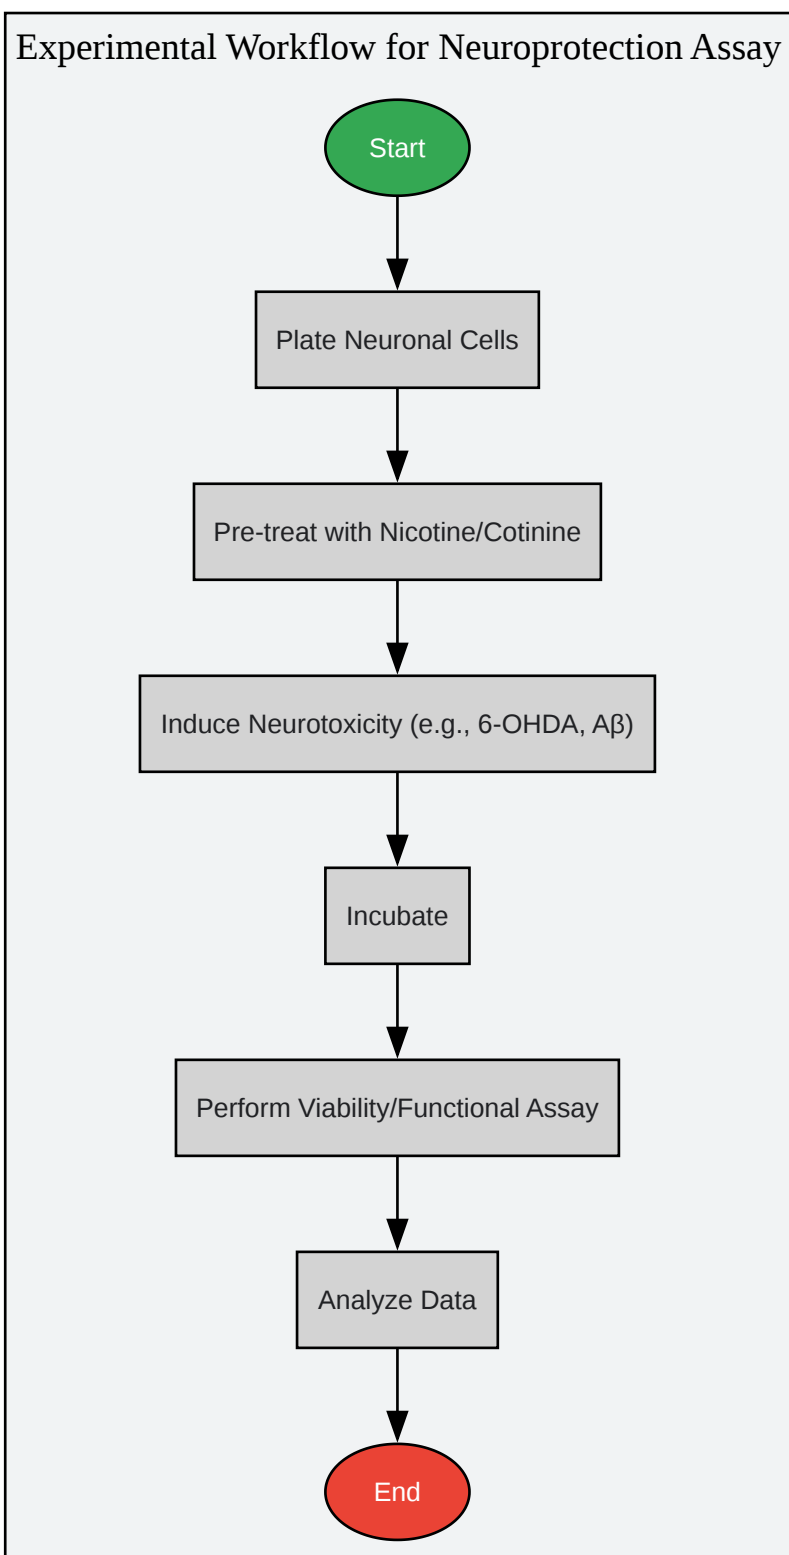 Experimental Workflow for Neuroprotection Assay
Start
Plate Neuronal Cells
Pre-treat with Nicotine/Cotinine
Induce Neurotoxicity (e.g., 6-OHDA, Aβ)
Incubate
Perform Viability/Functional Assay
Analyze Data
End